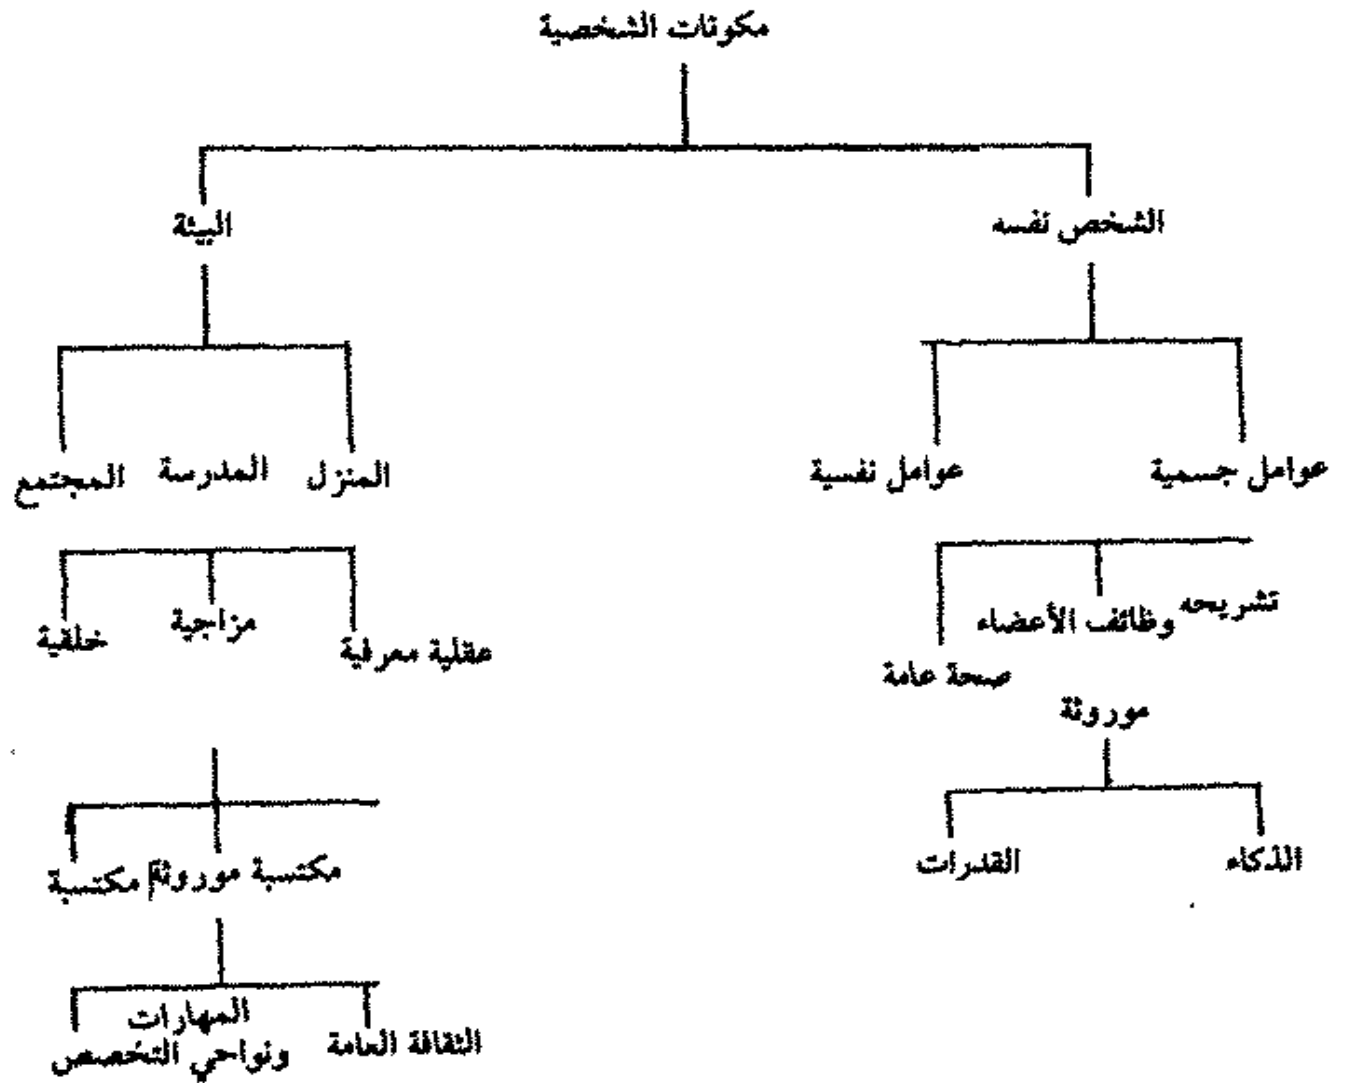 مكونات الشخصية
الشخص نفسه
البيئة
عوامل جسمية
عوامل نفسية
المنزل
المدرسة
المجتمع
تشريحه
وظائف الأعضاء
صحة عامة
عقلية معرفية
مزاجية
خلقية
موروثة
الذكاء
القدرات
مكتسبة موروثة مكتسبة
الثقافة العامة
المهارات
ونواحي التخصص